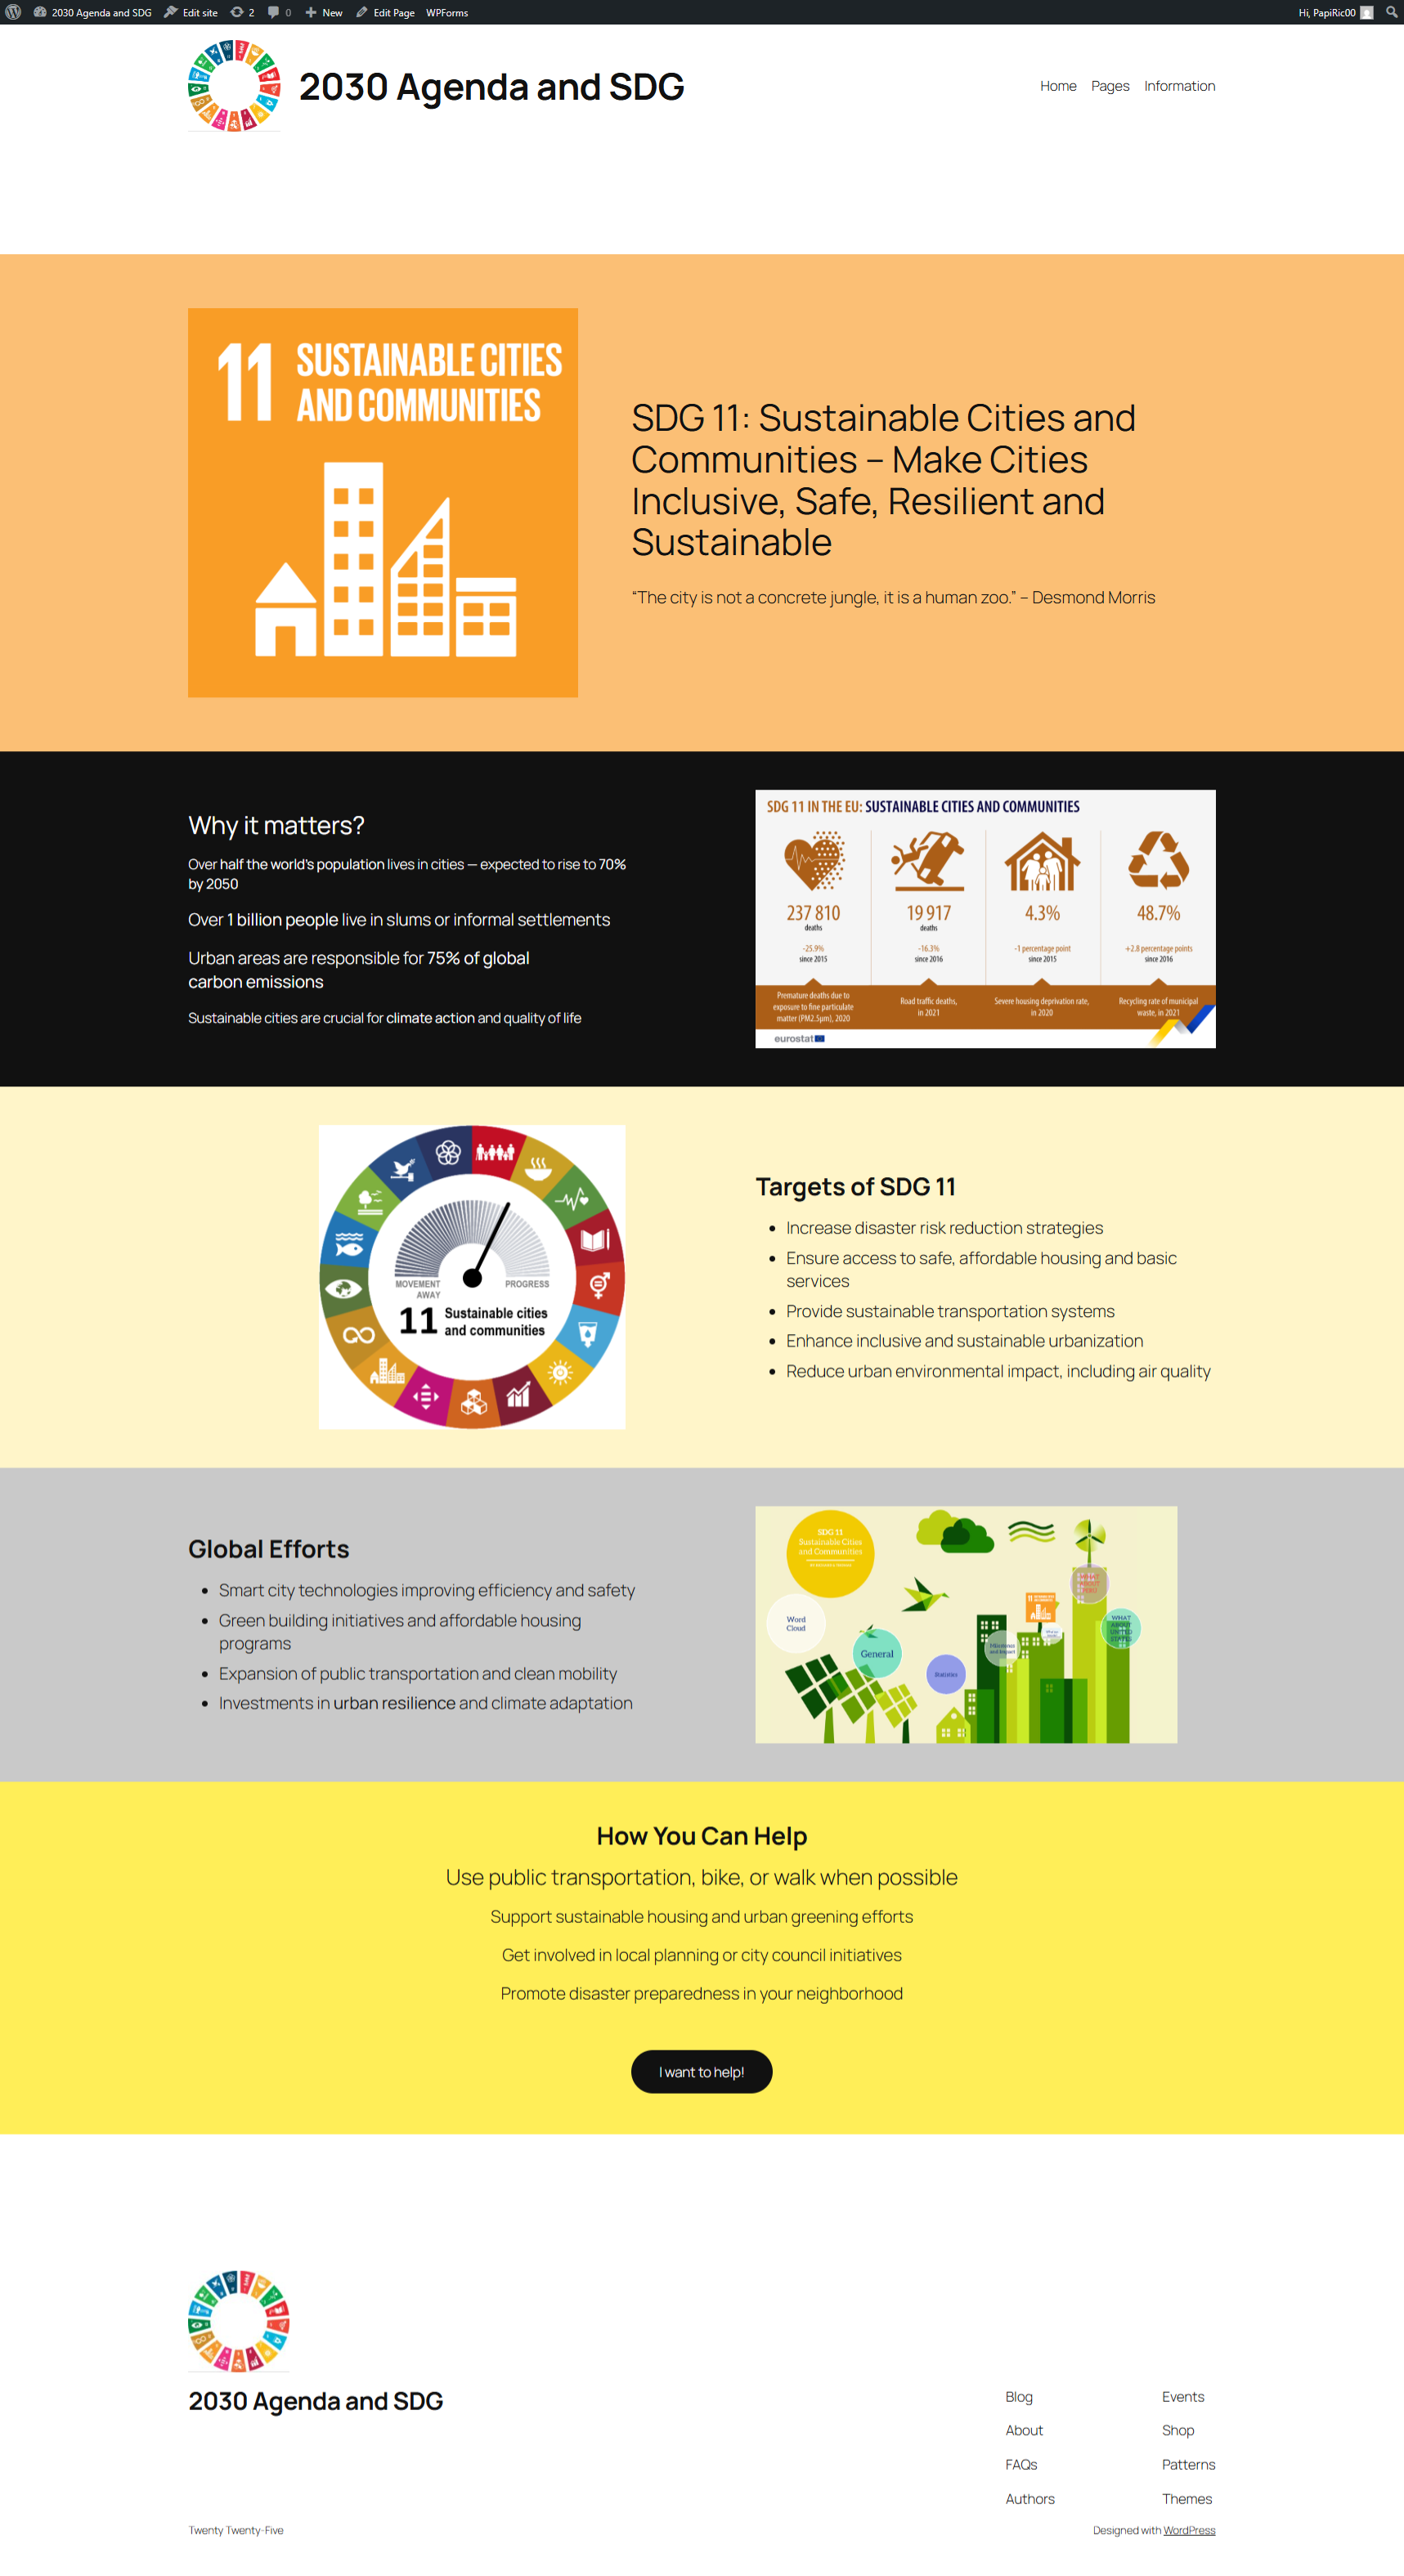 2030 Agenda and SDG Edit site 2 0 New Edit Page WPForms Hi, PapiRic00
2030 Agenda and SDG
Home Pages Information
11 SUSTAINABLE CITIES
AND COMMUNITIES
SDG 11: Sustainable Cities and
Communities – Make Cities
Inclusive, Safe, Resilient and
Sustainable
“The city is not a concrete jungle, it is a human zoo.” – Desmond Morris
Why it matters?
Over half the world’s population lives in cities — expected to rise to 70%
by 2050
Over 1 billion people live in slums or informal settlements
Urban areas are responsible for 75% of global
carbon emissions
Sustainable cities are crucial for climate action and quality of life
SDG 11 IN THE EU: SUSTAINABLE CITIES AND COMMUNITIES
237 810 19 917 4.3% 48.7%
deaths deaths
-25.9% -16.3% -1 percentage point +2.8 percentage points
since 2015 since 2016 since 2015 since 2016
Premature deaths due to
exposure to fine particulate
matter (PM2.5μm), 2020
Road traffic deaths,
in 2021
Severe housing deprivation rate,
in 2020
Recycling rate of municipal
waste, in 2021
eurostat
MOVEMENT
AWAY
PROGRESS
11 Sustainable cities
and communities
Targets of SDG 11
• Increase disaster risk reduction strategies
• Ensure access to safe, affordable housing and basic
services
• Provide sustainable transportation systems
• Enhance inclusive and sustainable urbanization
• Reduce urban environmental impact, including air quality
Global Efforts
• Smart city technologies improving efficiency and safety
• Green building initiatives and affordable housing
programs
• Expansion of public transportation and clean mobility
• Investments in urban resilience and climate adaptation
SDG 11
Sustainable Cities
and Communities
Word
Cloud
General
Statistics
WHAT
ABOUT
PERU
WHAT
ABOUT
UNITED
STATES
How You Can Help
Use public transportation, bike, or walk when possible
Support sustainable housing and urban greening efforts
Get involved in local planning or city council initiatives
Promote disaster preparedness in your neighborhood
I want to help!
2030 Agenda and SDG
Blog
About
FAQs
Authors
Events
Shop
Patterns
Themes
Twenty Twenty-Five
Designed with WordPress